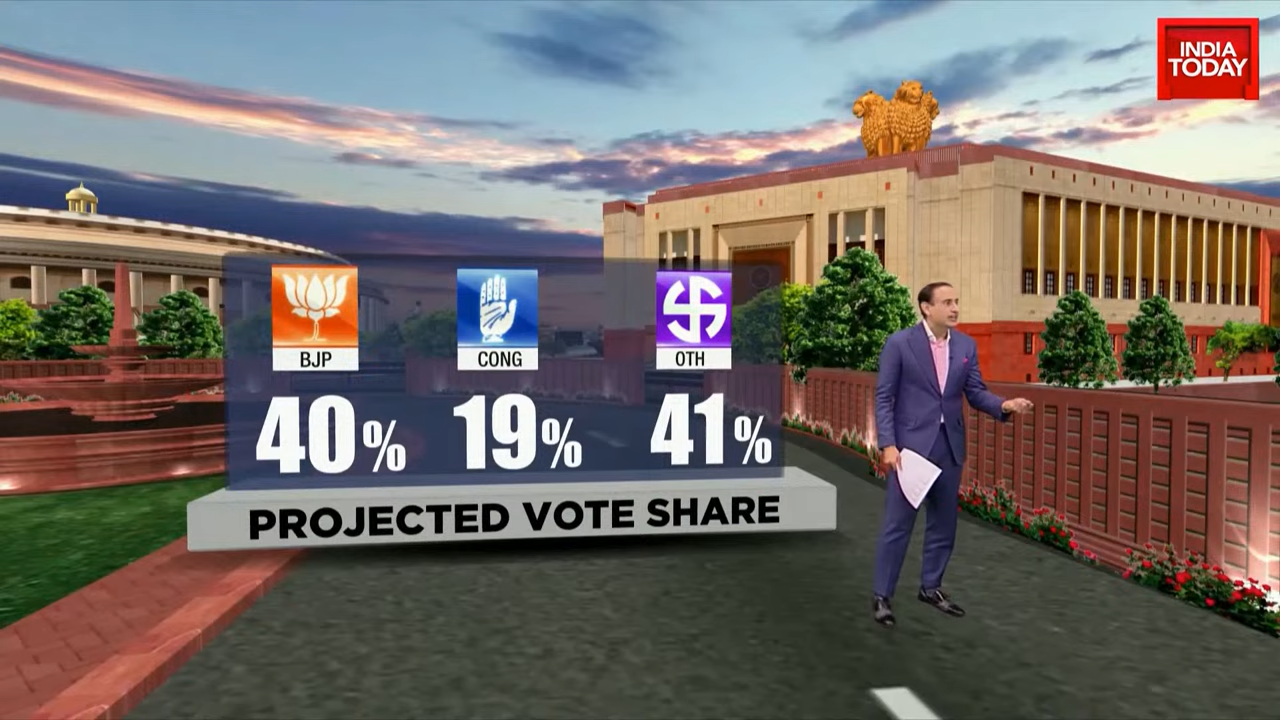 INDIA
TODAY
BJP
CONG
OTH
40%
19%
41%
PROJECTED VOTE SHARE